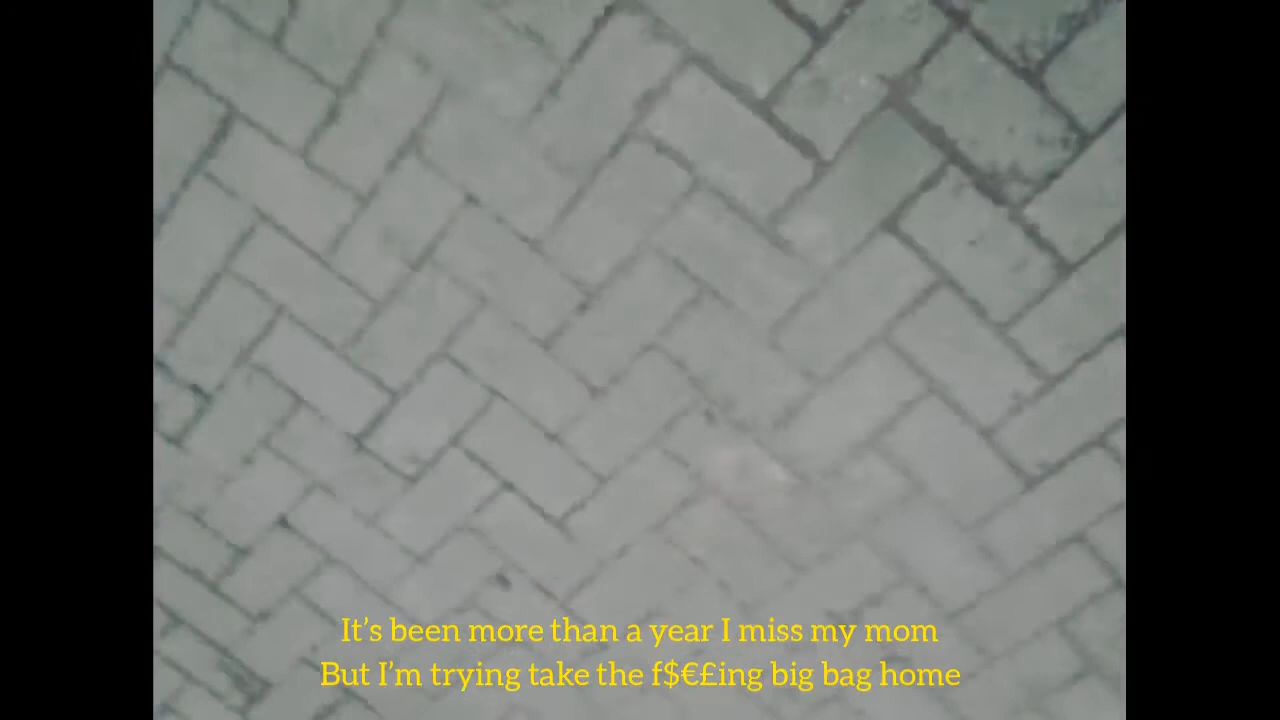 It’s been more than a year I miss my mom
But I’m trying take the f$€£ing big bag home